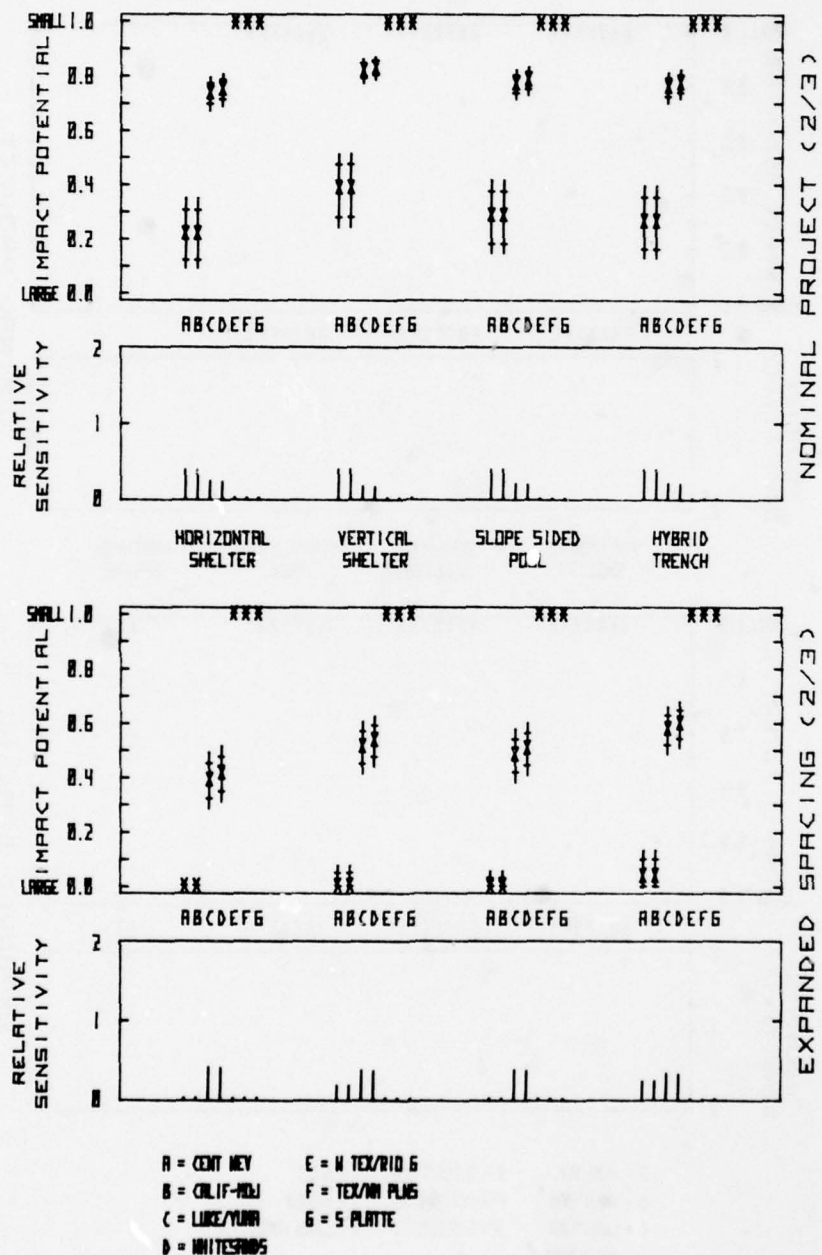 SMALL 1.0
0.8
0.6
0.4
0.2
LARGE 0.0
IMPACT POTENTIAL
ABCDEFG ABCDEFG ABCDEFG ABCDEFG
2
1
0
RELATIVE
SENSITIVITY
NOMINAL PROJECT (2/3)
HORIZONTAL
SHELTER
VERTICAL
SHELTER
SLOPE SIDED
POOL
HYBRID
TRENCH
SMALL 1.0
0.8
0.6
0.4
0.2
LARGE 0.0
IMPACT POTENTIAL
ABCDEFG ABCDEFG ABCDEFG ABCDEFG
2
1
0
RELATIVE
SENSITIVITY
EXPANDED SPACING (2/3)
A = CENT NEV
B = CALIF-MOJ
C = LUKE/YUMA
D = WHITESANDS
E = W TEX/RIO G
F = TEX/NM PLNS
G = S PLATTE